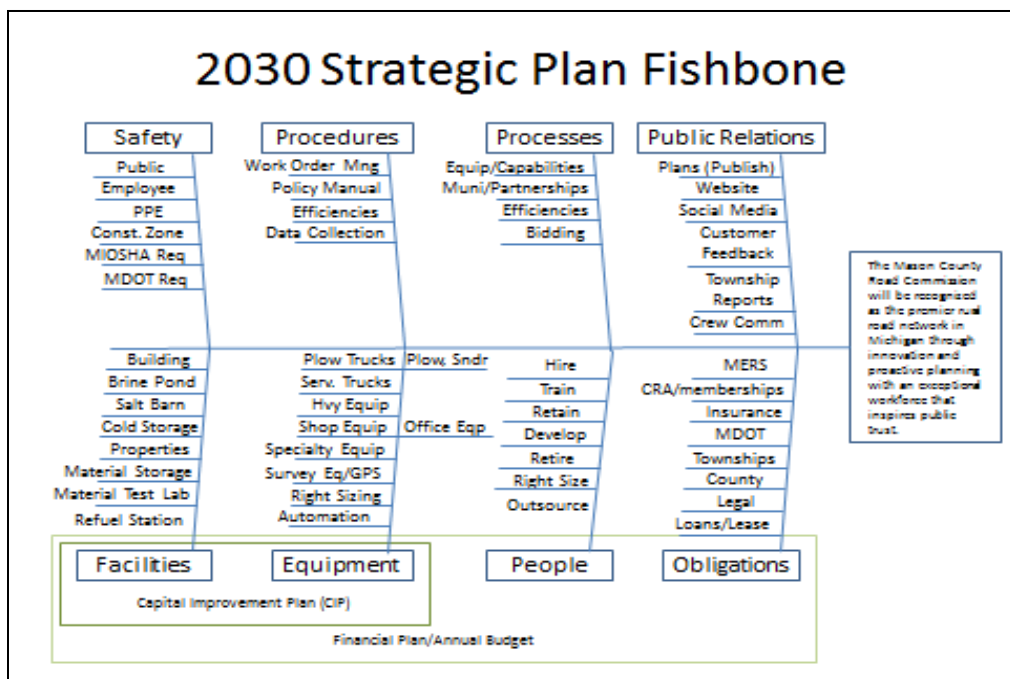 2030 Strategic Plan Fishbone
Safety
Public
Employee
PPE
Const. Zone
MIOSHA Req
MDOT Req
Procedures
Work Order Mng
Policy Manual
Efficiencies
Data Collection
Processes
Equip/Capabilities
Muni/Partnerships
Efficiencies
Bidding
Public Relations
Plans (Publish)
Website
Social Media
Customer
Feedback
Township
Reports
Crew Comm
The Mason County
Road Commission
will be recognised
as the premier rural
road network in
Michigan through
innovation and
proactive planning
with an exceptional
workforce that
inspires public
trust.
Building
Brine Pond
Salt Barn
Cold Storage
Properties
Material Storage
Material Test Lab
Refuel Station
Facilities
Plow Trucks
Plow, Sndr
Serv. Trucks
Hvy Equip
Shop Equip
Office Eqp
Specialty Equip
Survey Eq/GPS
Right Sizing
Automation
Equipment
Hire
Train
Retain
Develop
Retire
Right Size
Outsource
People
MERS
CRA/memberships
Insurance
MDOT
Townships
County
Legal
Loans/Lease
Obligations
Capital Improvement Plan (CIP)
Financial Plan/Annual Budget